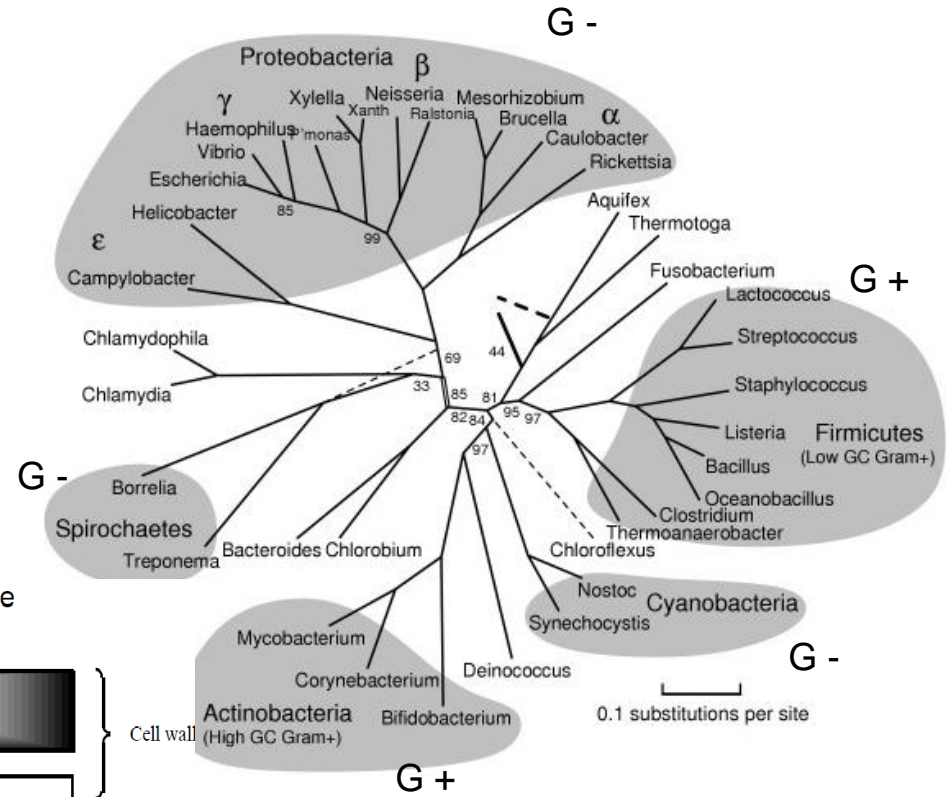 G -
Proteobacteria
β
γ
Xylella
Neisseria
Mesorhizobium
Xanth
Ralstonia
Brucella
α
Haemophilus
P'monas
Caulobacter
Vibrio
Rickettsia
Escherichia
85
Helicobacter
99
Aquifex
Thermotoga
ε
Campylobacter
Fusobacterium
G +
Lactococcus
Chlamydophila
Streptococcus
44
69
Chlamydia
33
85
81
Staphylococcus
82
84
95
97
Listeria
Firmicutes
(Low GC Gram+)
97
Bacillus
G -
Borrelia
Oceanobacillus
Clostridium
Spirochaetes
Thermoanaerobacter
Treponema
Bacteroides
Chlorobium
Chloroflexus
Nostoc
Cyanobacteria
e
Synechocystis
Mycobacterium
G -
Deinococcus
Corynebacterium
0.1 substitutions per site
Actinobacteria
(High GC Gram+)
Bifidobacterium
Cell wall
G +